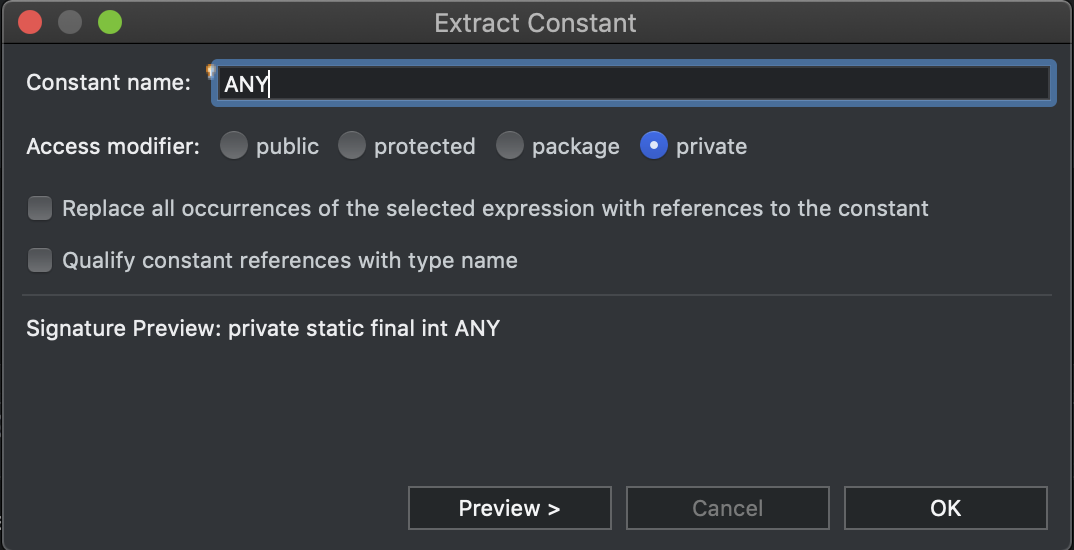 Extract Constant
Constant name: ANY
Access modifier: public protected package private
Replace all occurrences of the selected expression with references to the constant
Qualify constant references with type name
Signature Preview: private static final int ANY
Preview > Cancel OK